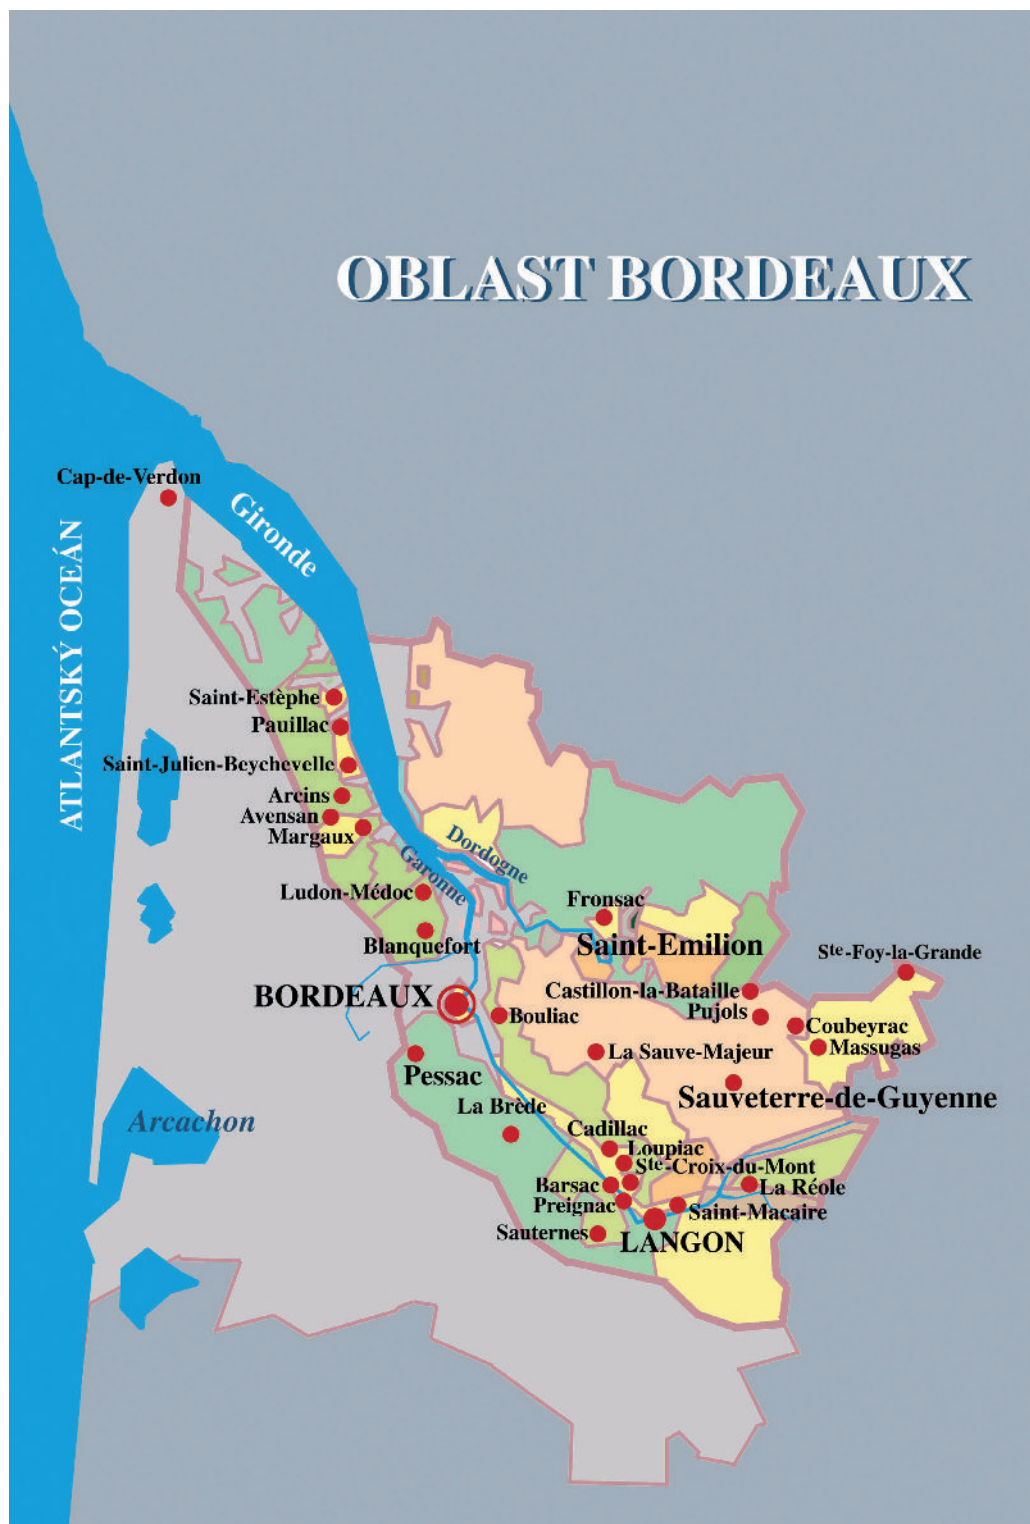 OBLAST BORDEAUX
Cap-de-Verdon
Gironde
ATLANTSKÝ OCEÁN
Saint-Estèphe
Pauillac
Saint-Julien-Beychevelle
Arcins
Avensan
Margaux
Dordogne
Garonne
Ludon-Médoc
Fronsac
Blanquefort
Saint-Emilion
Ste-Foy-la-Grande
BORDEAUX
Castillon-la-Bataille
Pujols
Bouliac
Coubeyrac
La Sauve-Majeur
Massugas
Pessac
Sauveterre-de-Guyenne
La Brède
Arcachon
Cadillac
Loupiac
Ste-Croix-du-Mont
Barsac
La Réole
Preignac
Saint-Macaire
Sauternes
LANGON